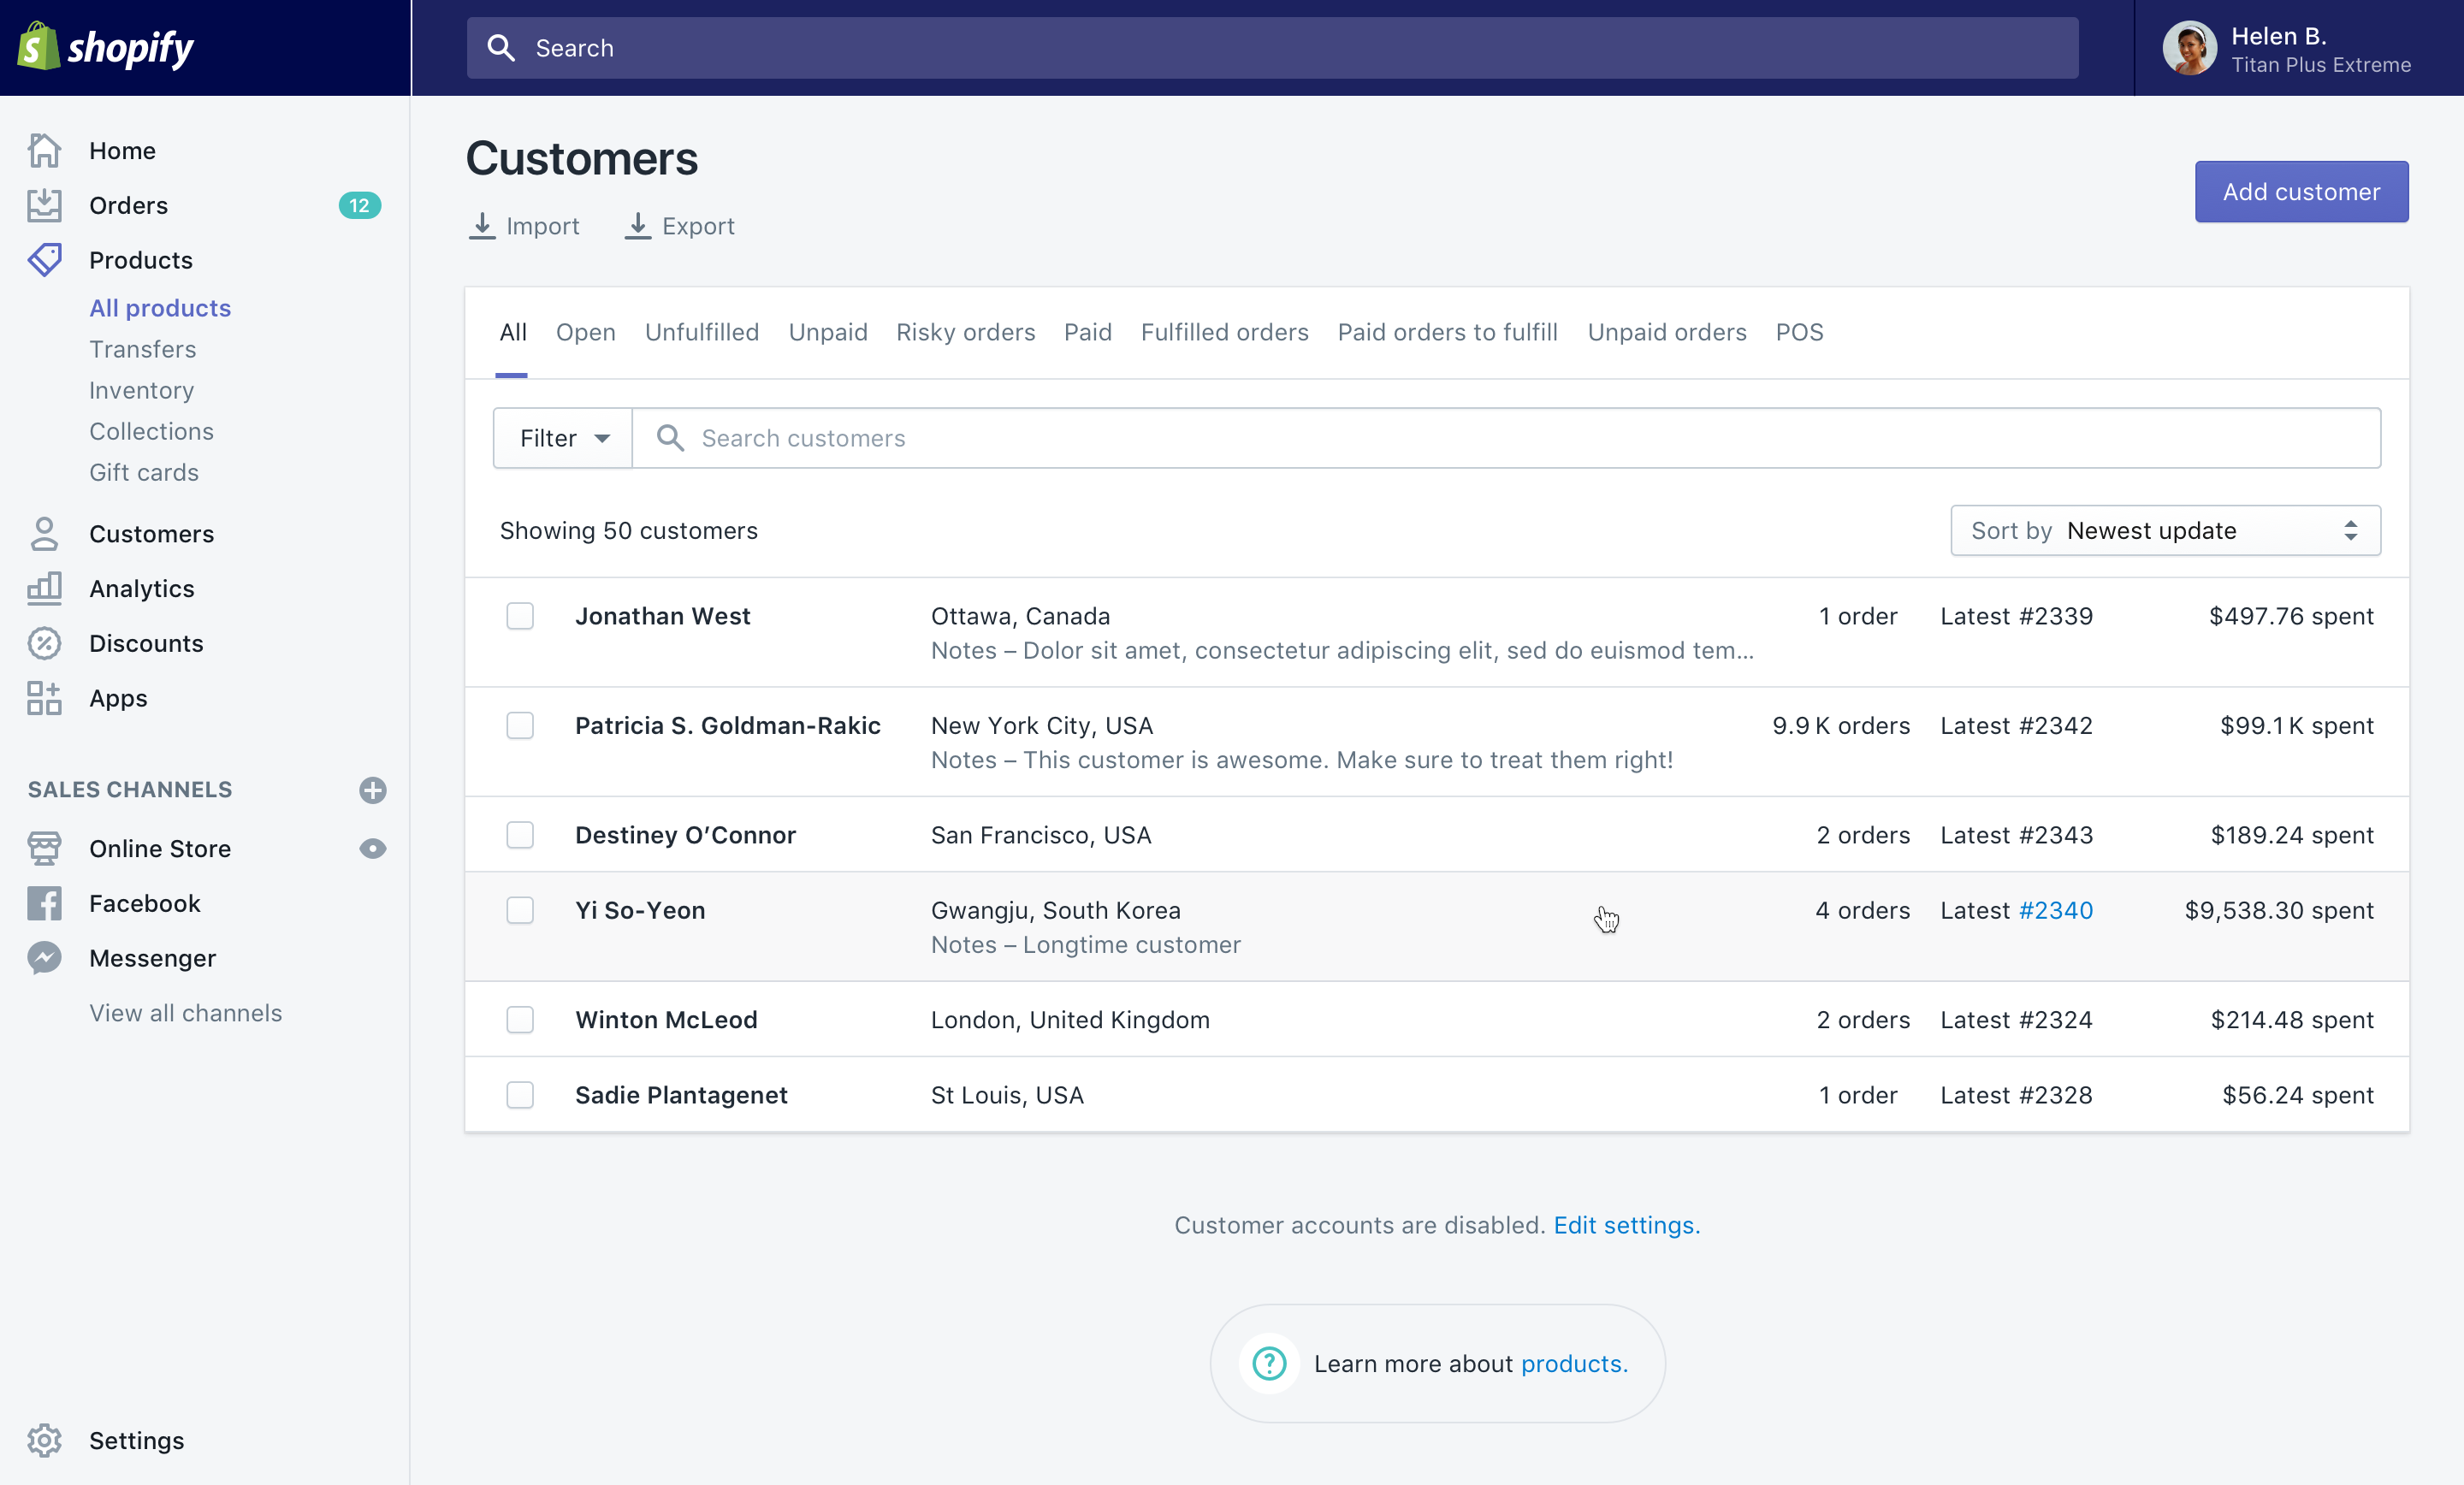 shopify
Search
Helen B.
Titan Plus Extreme
Home
Orders 12
Products
All products
Transfers
Inventory
Collections
Gift cards
Customers
Analytics
Discounts
Apps
SALES CHANNELS
Online Store
Facebook
Messenger
View all channels
Settings
Customers
Import Export
Add customer
All Open Unfulfilled Unpaid Risky orders Paid Fulfilled orders Paid orders to fulfill Unpaid orders POS
Filter Search customers
Showing 50 customers Sort by Newest update
Jonathan West Ottawa, Canada 1 order Latest #2339 $497.76 spent
Notes – Dolor sit amet, consectetur adipiscing elit, sed do euismod tem...
Patricia S. Goldman-Rakic New York City, USA 9.9 K orders Latest #2342 $99.1 K spent
Notes – This customer is awesome. Make sure to treat them right!
Destiney O’Connor San Francisco, USA 2 orders Latest #2343 $189.24 spent
Yi So-Yeon Gwangju, South Korea 4 orders Latest #2340 $9,538.30 spent
Notes – Longtime customer
Winton McLeod London, United Kingdom 2 orders Latest #2324 $214.48 spent
Sadie Plantagenet St Louis, USA 1 order Latest #2328 $56.24 spent
Customer accounts are disabled. Edit settings.
Learn more about products.